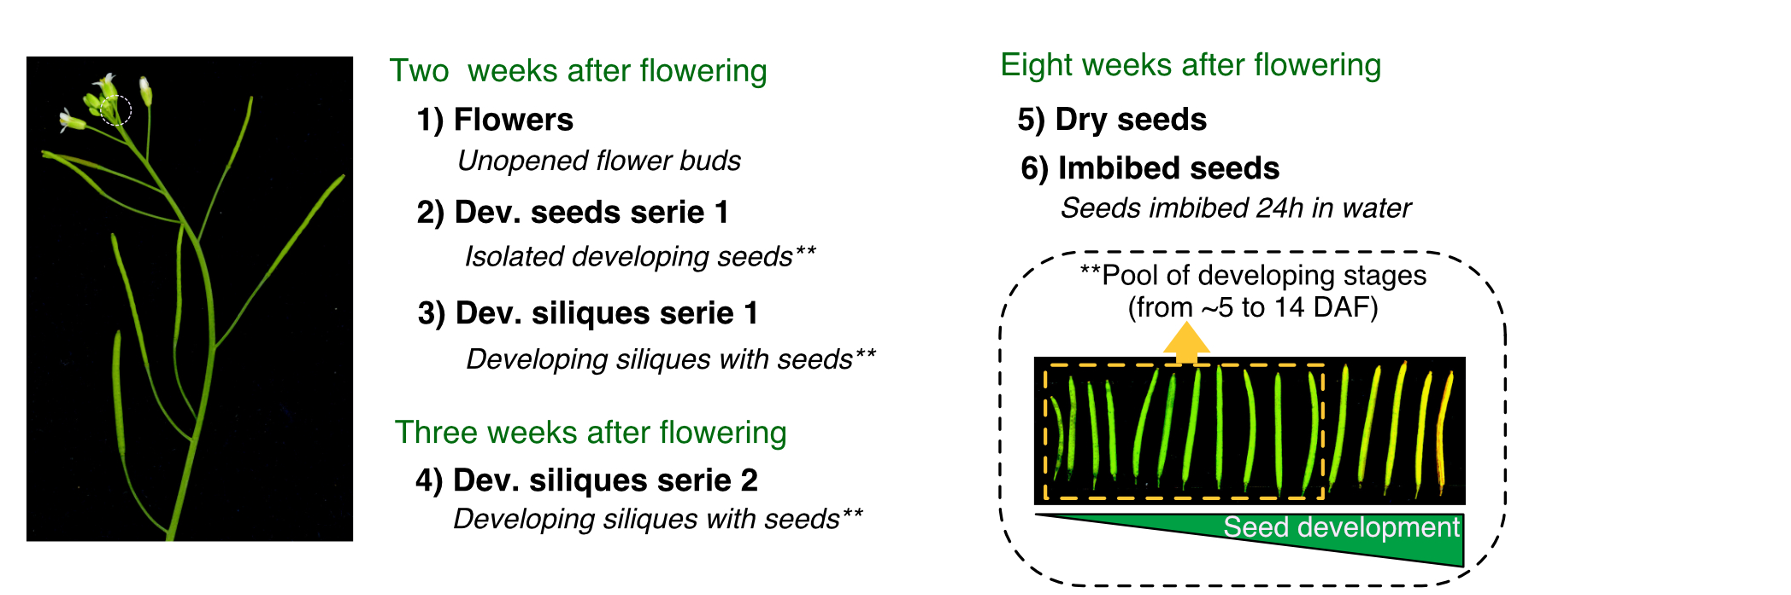 Two weeks after flowering
1) Flowers
Unopened flower buds
2) Dev. seeds serie 1
Isolated developing seeds**
3) Dev. siliques serie 1
Developing siliques with seeds**
Three weeks after flowering
4) Dev. siliques serie 2
Developing siliques with seeds**
Eight weeks after flowering
5) Dry seeds
6) Imbibed seeds
Seeds imbibed 24h in water
**Pool of developing stages
(from ~5 to 14 DAF)
Seed development